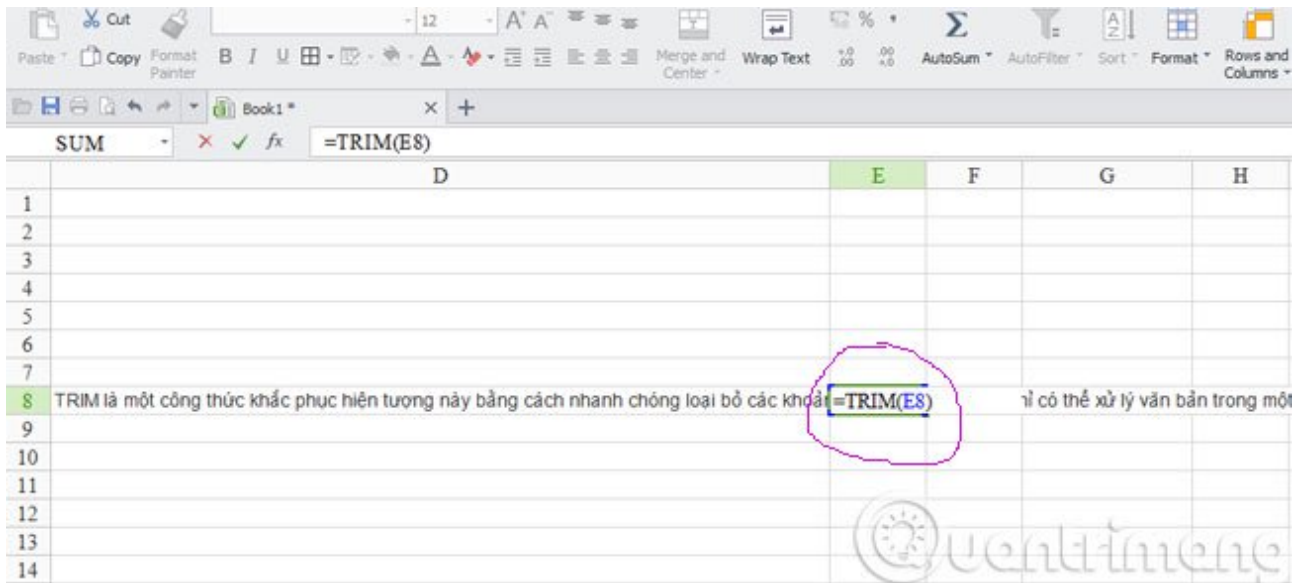 Cut
12
A A
%
Paste Copy Format Painter B I U A Merge and Center Wrap Text .00 .00 AutoSum AutoFilter Sort Format Rows and Columns
Book1 *
SUM fx =TRIM(E8)
D E F G H
1
2
3
4
5
6
7
8 TRIM là một công thức khắc phục hiện tượng này bằng cách nhanh chóng loại bỏ các =TRIM(E8) có thể xử lý văn bản trong một
9
10
11
12
13
14
Quantrimang